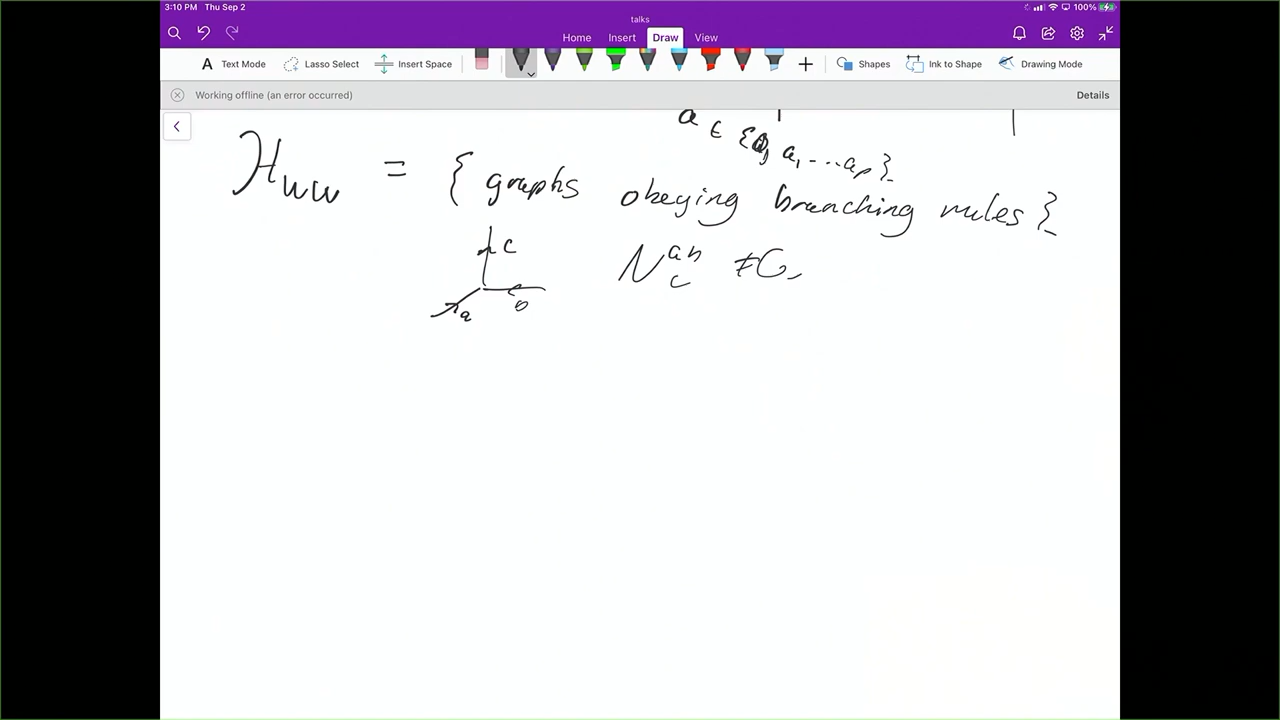 3:10 PM Thu Sep 2
100%
talks
Home Insert Draw View
Text Mode Lasso Select Insert Space Shapes Ink to Shape Drawing Mode
Working offline (an error occurred) Details
a ∈ {0, a₁ ... aₚ}
H_WW = { graphs obeying branching rules }
c
N_c^{ab} ≠ 0,
a b